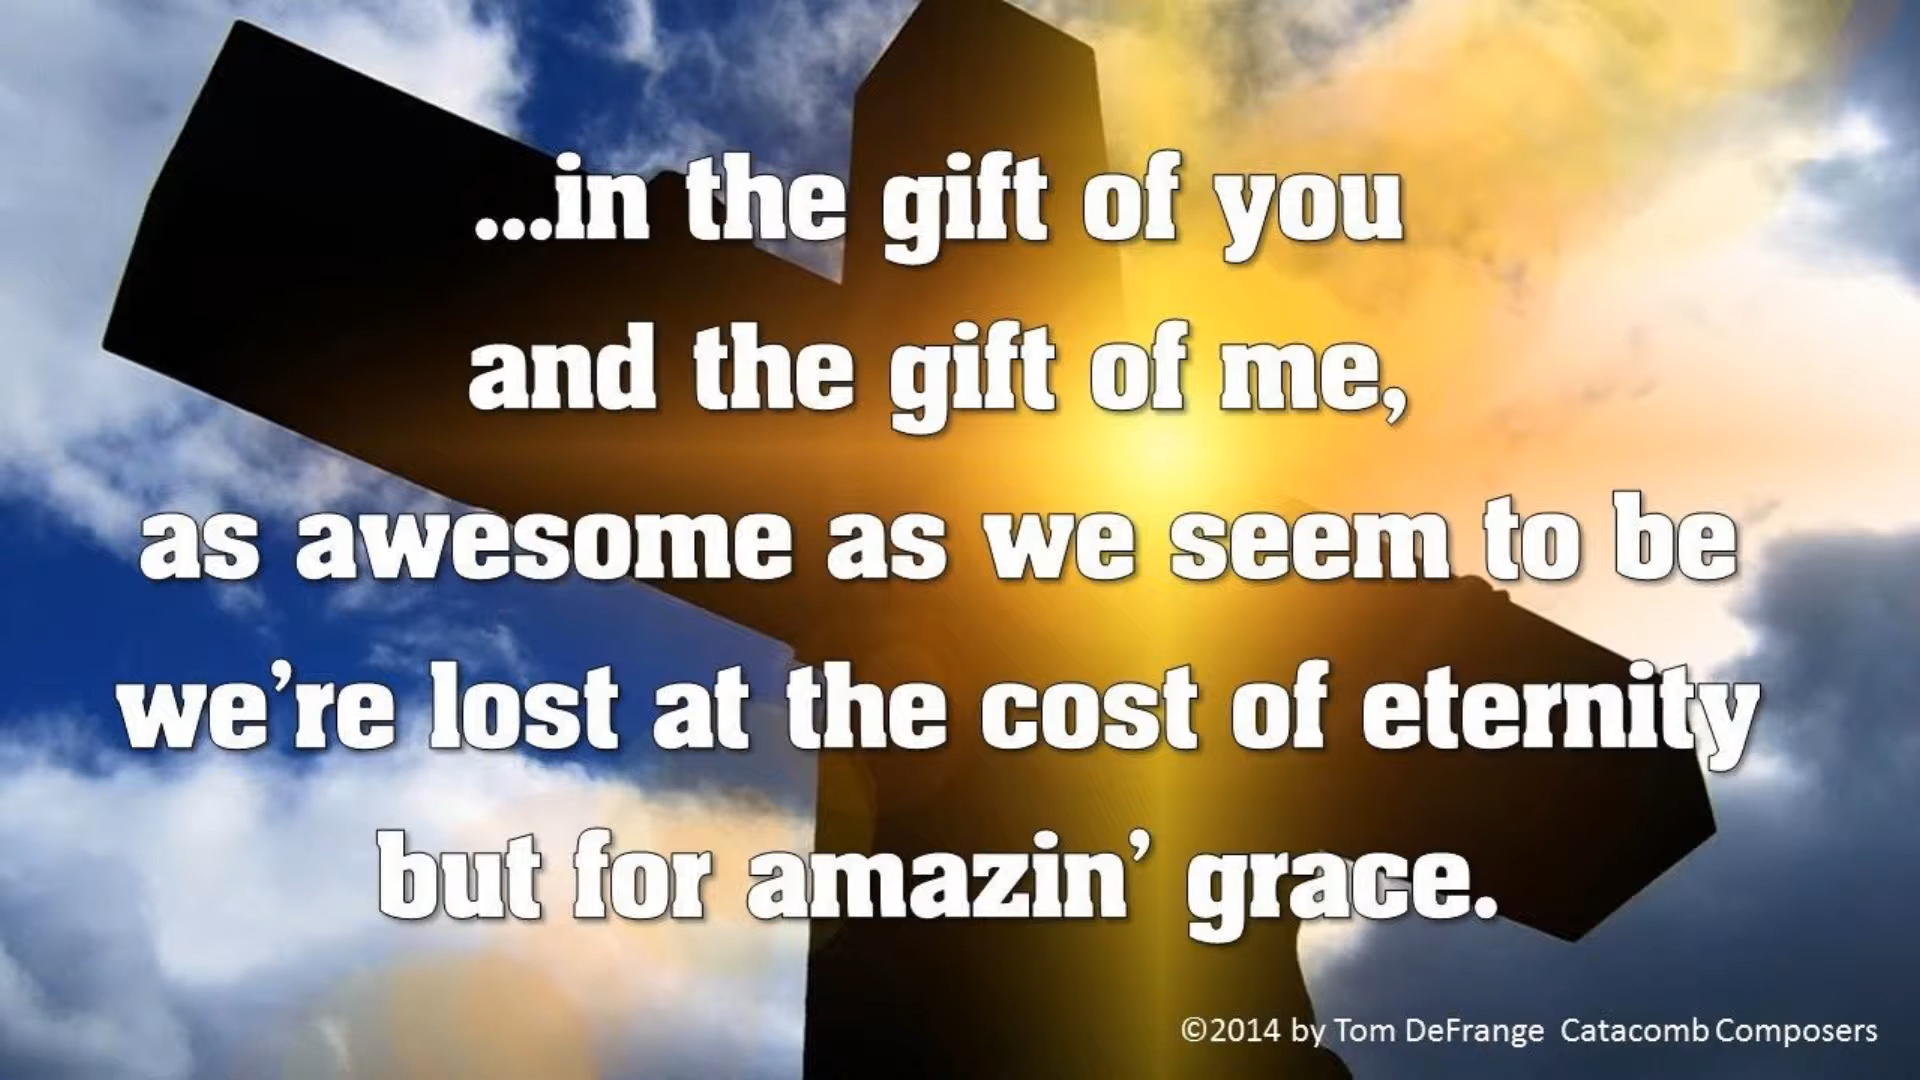 ...in the gift of you
and the gift of me,
as awesome as we seem to be
we're lost at the cost of eternity
but for amazin' grace.
©2014 by Tom DeFrange Catacomb Composers